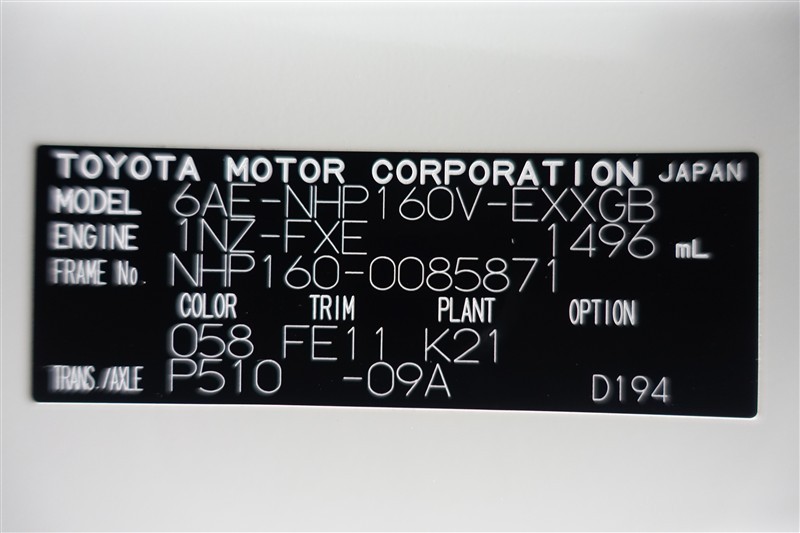 TOYOTA MOTOR CORPORATION JAPAN
MODEL 6AE-NHP160V-EXXGB
ENGINE 1NZ-FXE 1496 mL
FRAME No. NHP160-0085871
COLOR TRIM PLANT OPTION
058 FE11 K21
TRANS./AXLE P510 -09A D194